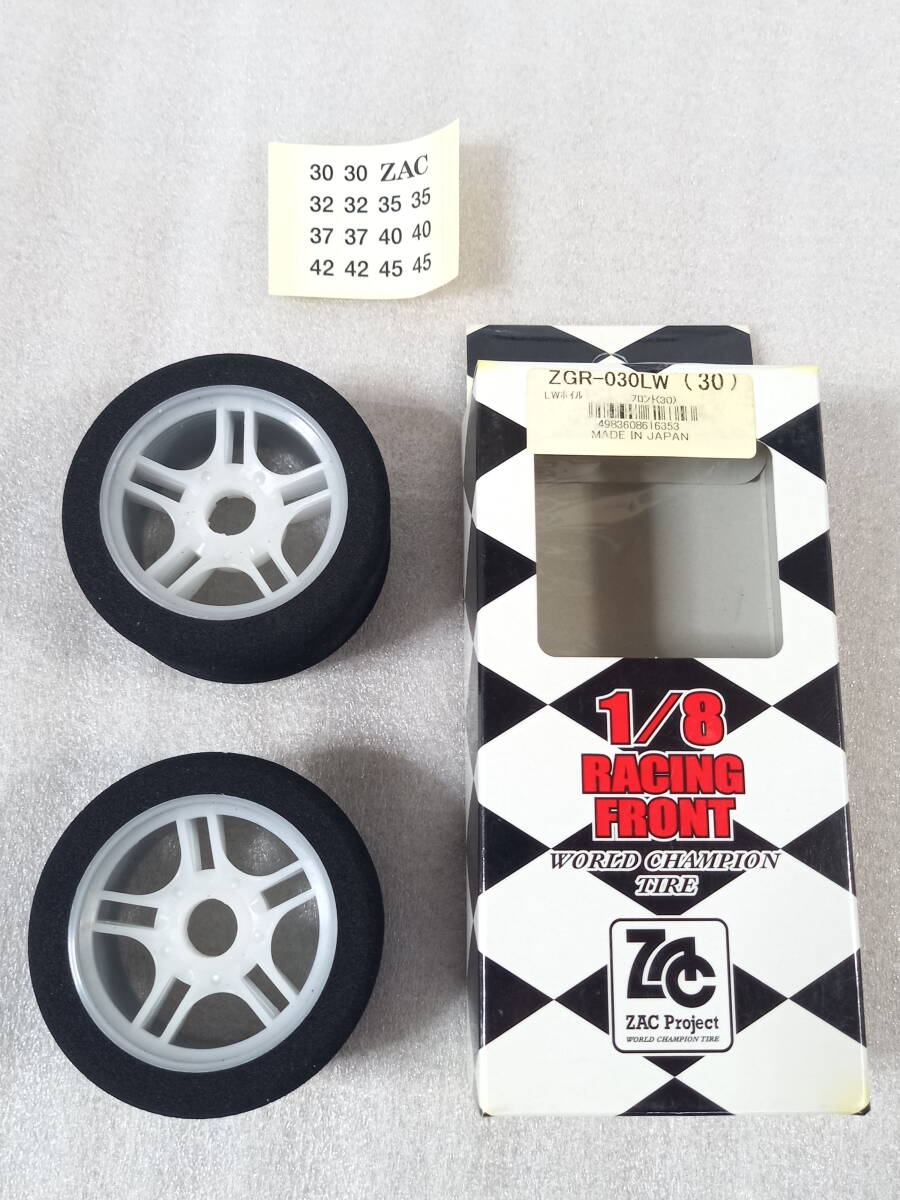 30 30 ZAC
32 32 35 35
37 37 40 40
42 42 45 45
ZGR-030LW (30)
LWホイル フロント(30)
4983608616353
MADE IN JAPAN
1/8
RACING
FRONT
WORLD CHAMPION
TIRE
ZAC Project
WORLD CHAMPION TIRE